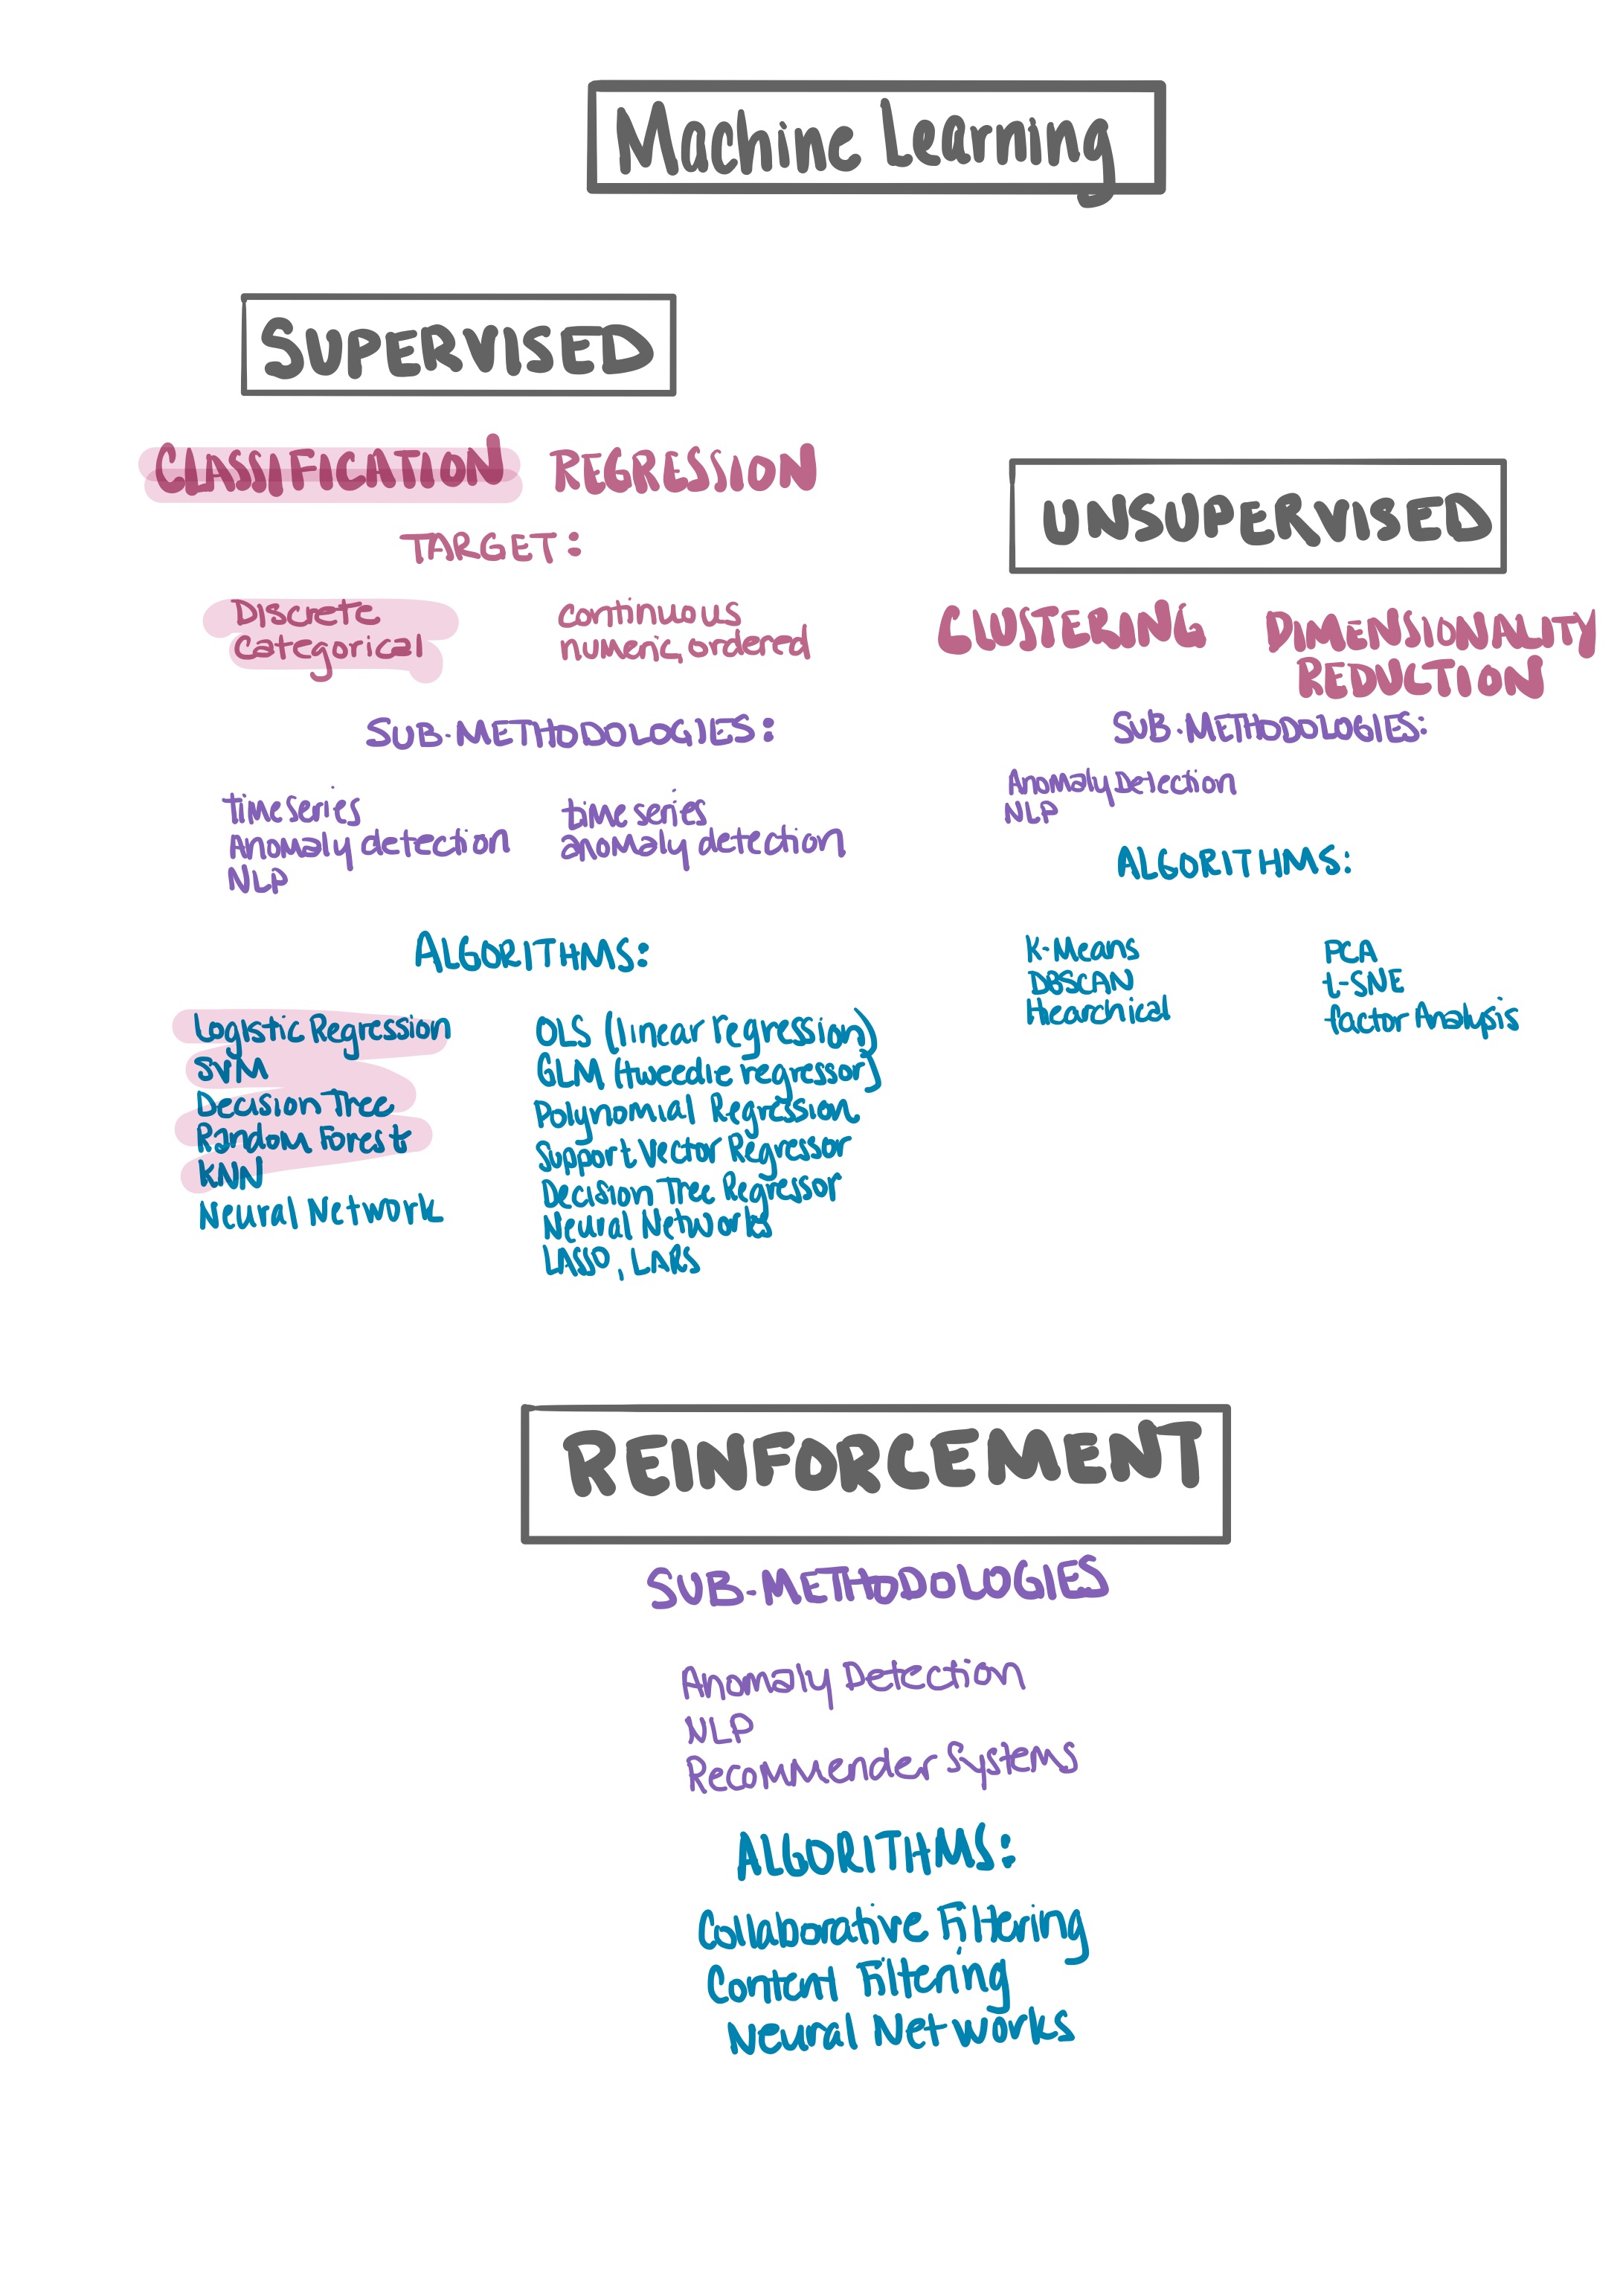 Machine Learning
SUPERVISED
CLASSIFICATION
REGRESSION
TARGET:
Discrete
Categorical
continuous
numeric, ordered
SUB-METHODOLOGIES:
time series
Anomaly detection
NLP
time series
anomaly detection
ALGORITHMS:
Logistic Regression
SVM
Decision Tree
Random Forest
KNN
Neural Network
OLS (linear regression)
GLM (tweedie regressor)
Polynomial Regression
Support Vector Regressor
Decision Tree Regressor
Neural Networks
LASSO, LARS
UNSUPERVISED
CLUSTERING
DIMENSIONALITY
REDUCTION
SUB-METHODOLOGIES:
Anomaly Detection
NLP
ALGORITHMS:
K-Means
DBSCAN
Hiearchical
PCA
t-SNE
factor Analysis
REINFORCEMENT
SUB-METHODOLOGIES
Anomaly Detection
NLP
Recommender Systems
ALGORITHMS:
Collaborative Filtering
Content Filtering
Neural Networks